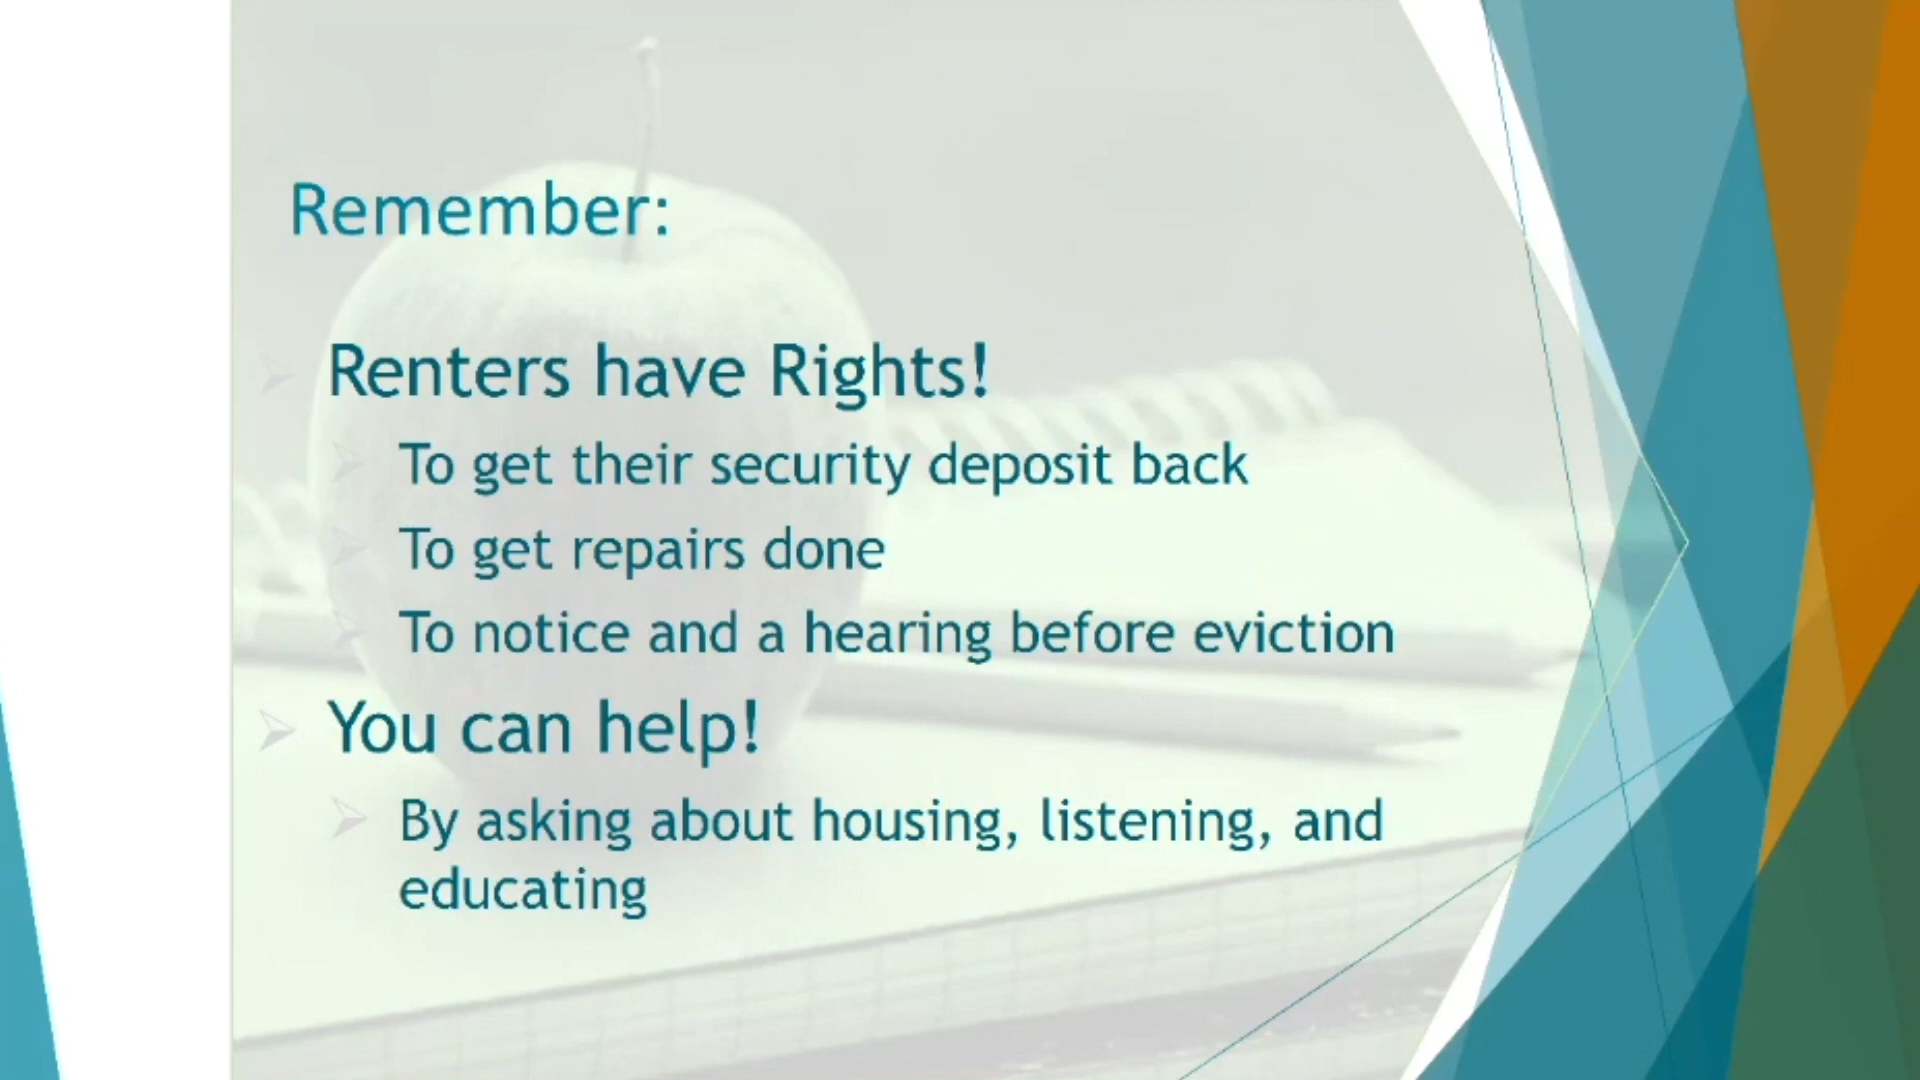 Remember:
Renters have Rights!
To get their security deposit back
To get repairs done
To notice and a hearing before eviction
You can help!
By asking about housing, listening, and
educating